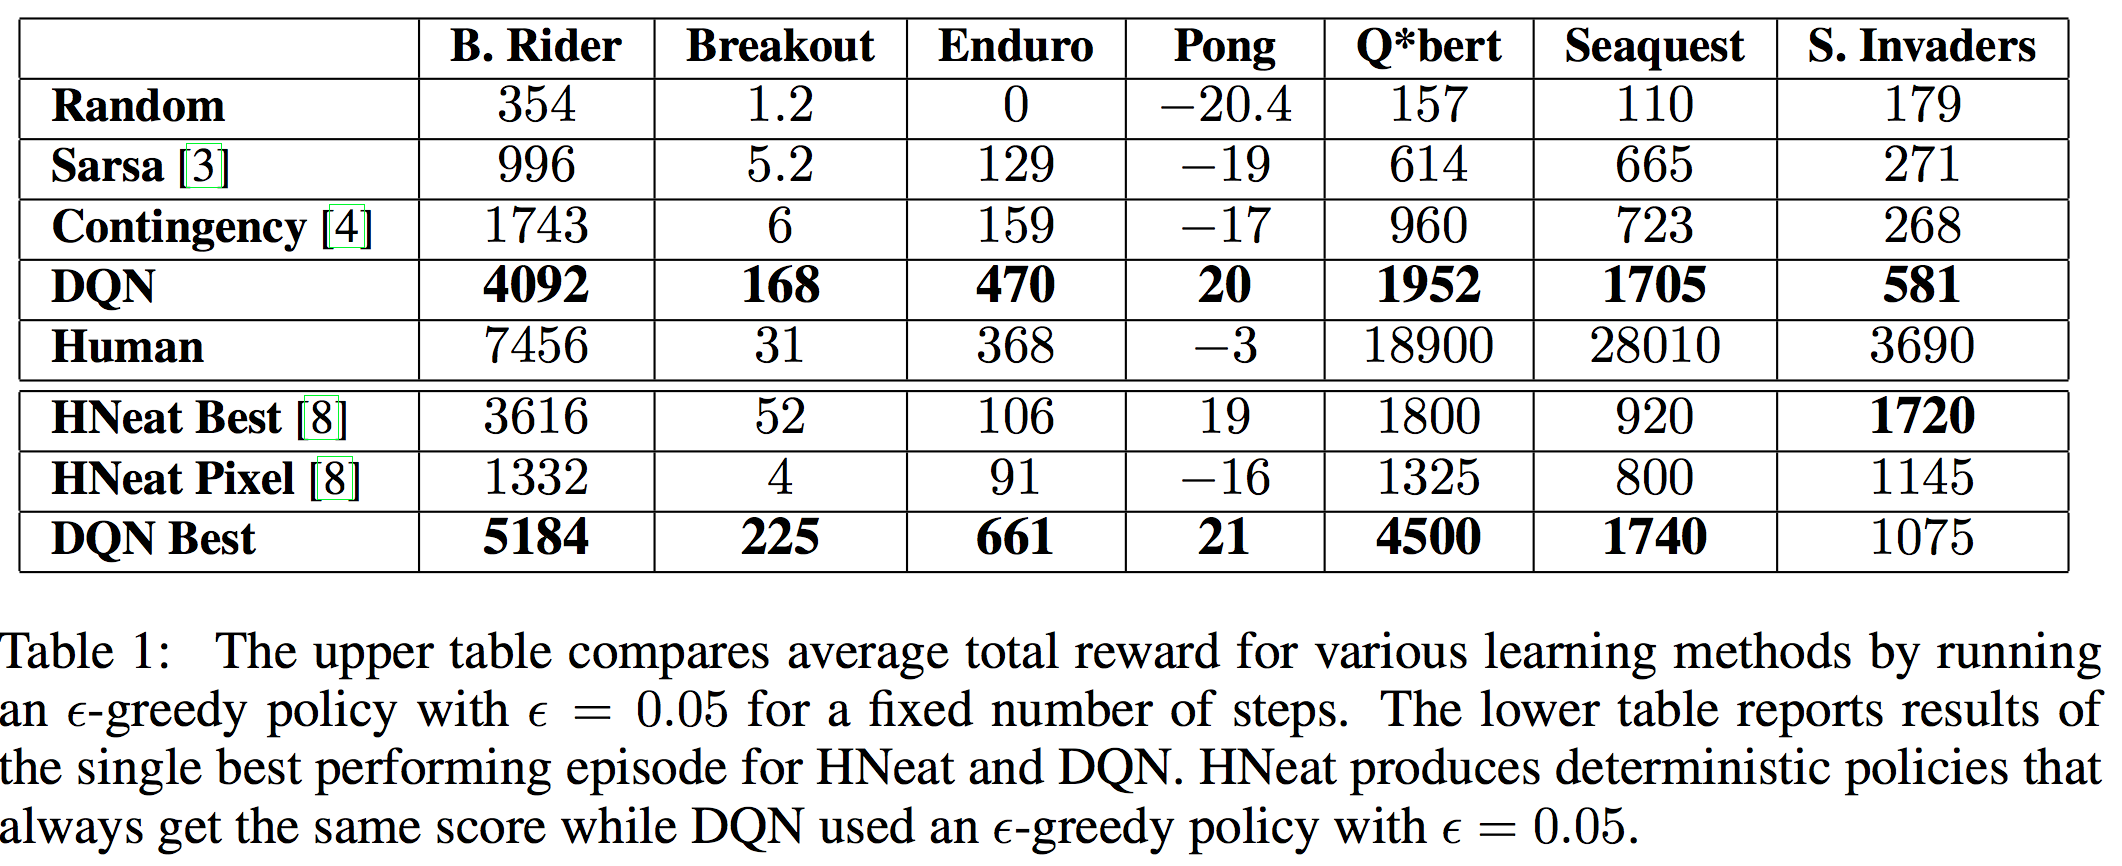 B. Rider Breakout Enduro Pong Q*bert Seaquest S. Invaders
Random 354 1.2 0 −20.4 157 110 179
Sarsa [3] 996 5.2 129 −19 614 665 271
Contingency [4] 1743 6 159 −17 960 723 268
DQN 4092 168 470 20 1952 1705 581
Human 7456 31 368 −3 18900 28010 3690
HNeat Best [8] 3616 52 106 19 1800 920 1720
HNeat Pixel [8] 1332 4 91 −16 1325 800 1145
DQN Best 5184 225 661 21 4500 1740 1075
Table 1: The upper table compares average total reward for various learning methods by running
an ϵ-greedy policy with ϵ = 0.05 for a fixed number of steps. The lower table reports results of
the single best performing episode for HNeat and DQN. HNeat produces deterministic policies that
always get the same score while DQN used an ϵ-greedy policy with ϵ = 0.05.